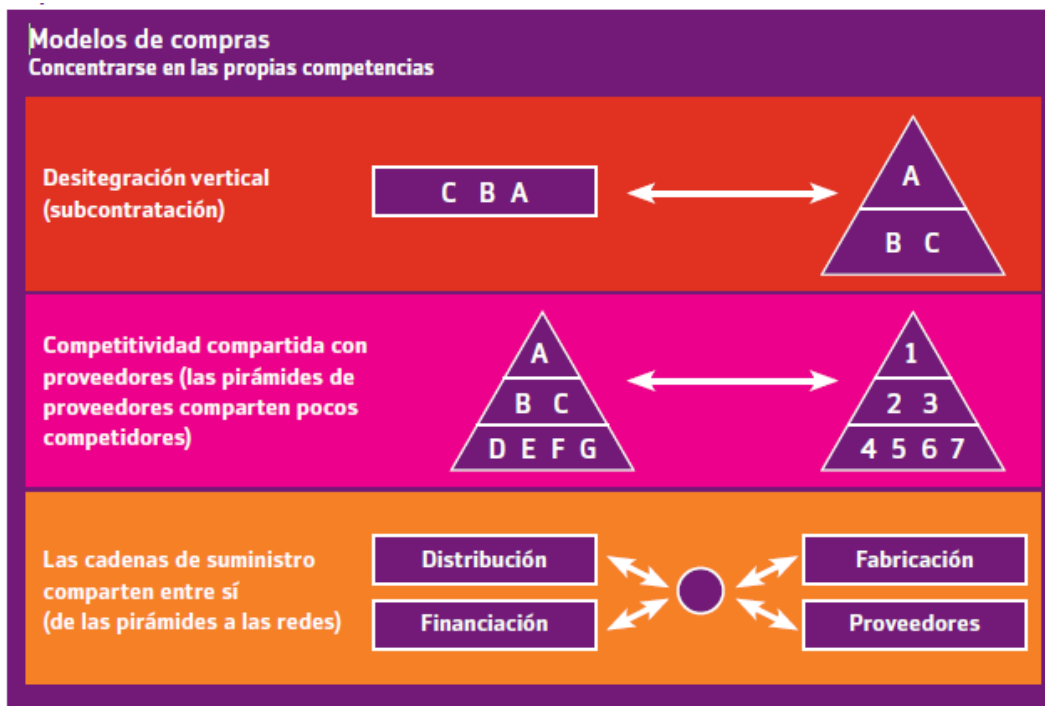 Modelos de compras
Concentrarse en las propias competencias
Desitegración vertical
(subcontratación)
C B A
A
B C
Competitividad compartida con
proveedores (las pirámides de
proveedores comparten pocos
competidores)
A
B C
D E F G
1
2 3
4 5 6 7
Las cadenas de suministro
comparten entre sí
(de las pirámides a las redes)
Distribución
Financiación
Fabricación
Proveedores